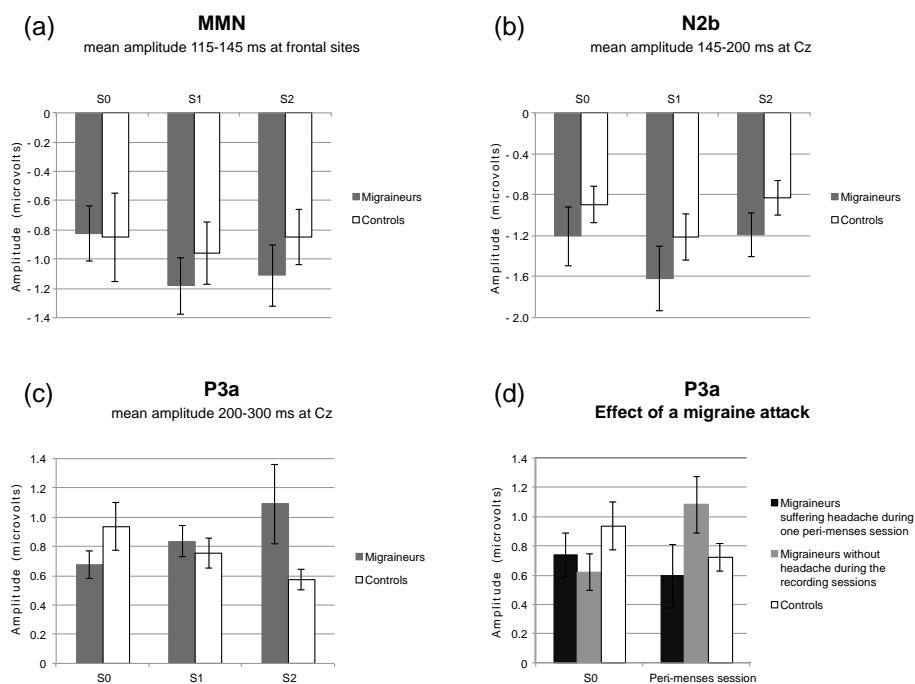 (a)
MMN
mean amplitude 115-145 ms at frontal sites
S0 S1 S2
0
- 0.2
- 0.4
- 0.6
- 0.8
- 1.0
- 1.2
- 1.4
Amplitude (microvolts)
Migraineurs
Controls
(b)
N2b
mean amplitude 145-200 ms at Cz
S0 S1 S2
0
- 0.4
- 0.8
- 1.2
- 1.6
- 2.0
Amplitude (microvolts)
Migraineurs
Controls
(c)
P3a
mean amplitude 200-300 ms at Cz
1.4
1.2
1.0
0.8
0.6
0.4
0.2
0
Amplitude (microvolts)
S0 S1 S2
Migraineurs
Controls
(d)
P3a
Effect of a migraine attack
1.4
1.2
1.0
0.8
0.6
0.4
0.2
0
Amplitude (microvolts)
S0 Peri-menses session
Migraineurs
suffering headache during
one peri-menses session
Migraineurs without
headache during the
recording sessions
Controls